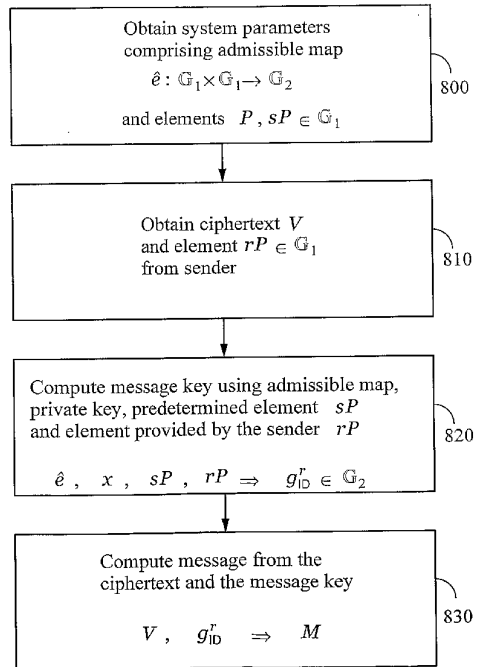 Obtain system parameters
comprising admissible map
ê : 𝔾₁×𝔾₁→ 𝔾₂
and elements P , sP ∈ 𝔾₁
800
Obtain ciphertext V
and element rP ∈ 𝔾₁
from sender
810
Compute message key using admissible map,
private key, predetermined element sP
and element provided by the sender rP
820
ê , x , sP , rP ⇒ gʳ_ID ∈ 𝔾₂
Compute message from the
ciphertext and the message key
830
V , gʳ_ID ⇒ M